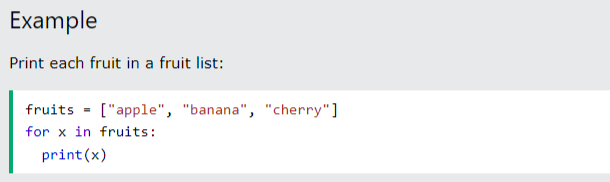 Example
Print each fruit in a fruit list:
fruits = ["apple", "banana", "cherry"]
for x in fruits:
  print(x)